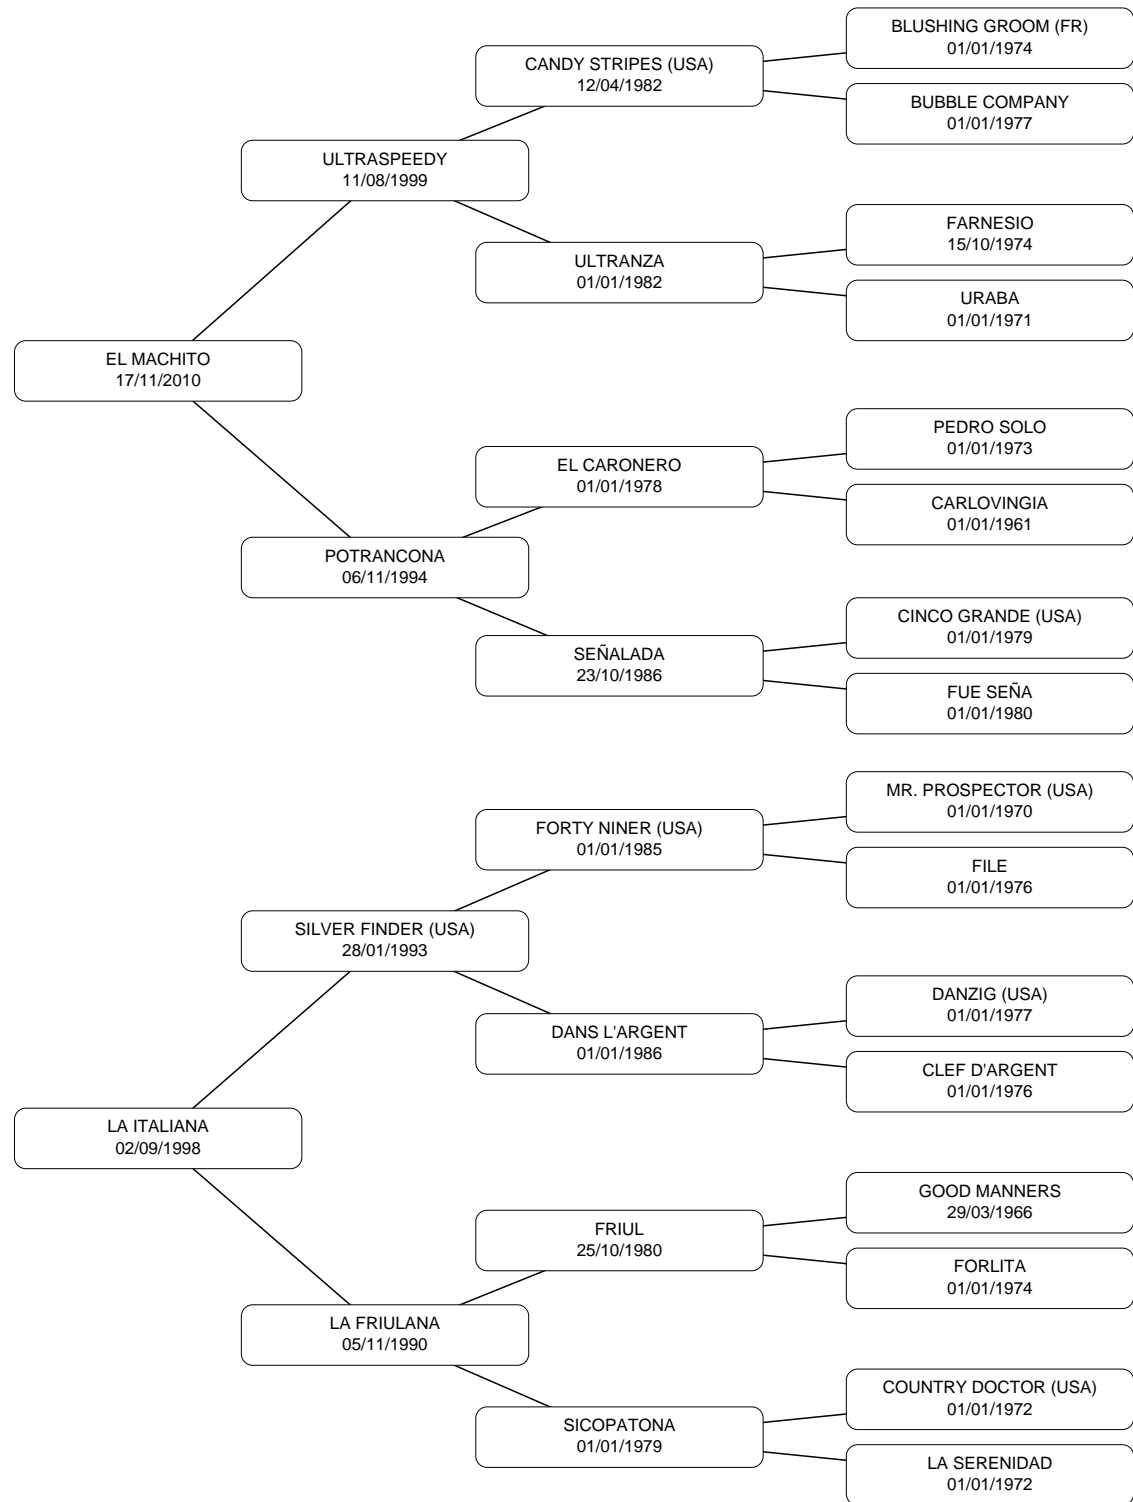 BLUSHING GROOM (FR)
01/01/1974
CANDY STRIPES (USA)
12/04/1982
BUBBLE COMPANY
01/01/1977
ULTRASPEEDY
11/08/1999
FARNESIO
15/10/1974
ULTRANZA
01/01/1982
URABA
01/01/1971
EL MACHITO
17/11/2010
PEDRO SOLO
01/01/1973
EL CARONERO
01/01/1978
CARLOVINGIA
01/01/1961
POTRANCONA
06/11/1994
CINCO GRANDE (USA)
01/01/1979
SEÑALADA
23/10/1986
FUE SEÑA
01/01/1980
MR. PROSPECTOR (USA)
01/01/1970
FORTY NINER (USA)
01/01/1985
FILE
01/01/1976
SILVER FINDER (USA)
28/01/1993
DANZIG (USA)
01/01/1977
DANS L'ARGENT
01/01/1986
CLEF D'ARGENT
01/01/1976
LA ITALIANA
02/09/1998
GOOD MANNERS
29/03/1966
FRIUL
25/10/1980
FORLITA
01/01/1974
LA FRIULANA
05/11/1990
COUNTRY DOCTOR (USA)
01/01/1972
SICOPATONA
01/01/1979
LA SERENIDAD
01/01/1972